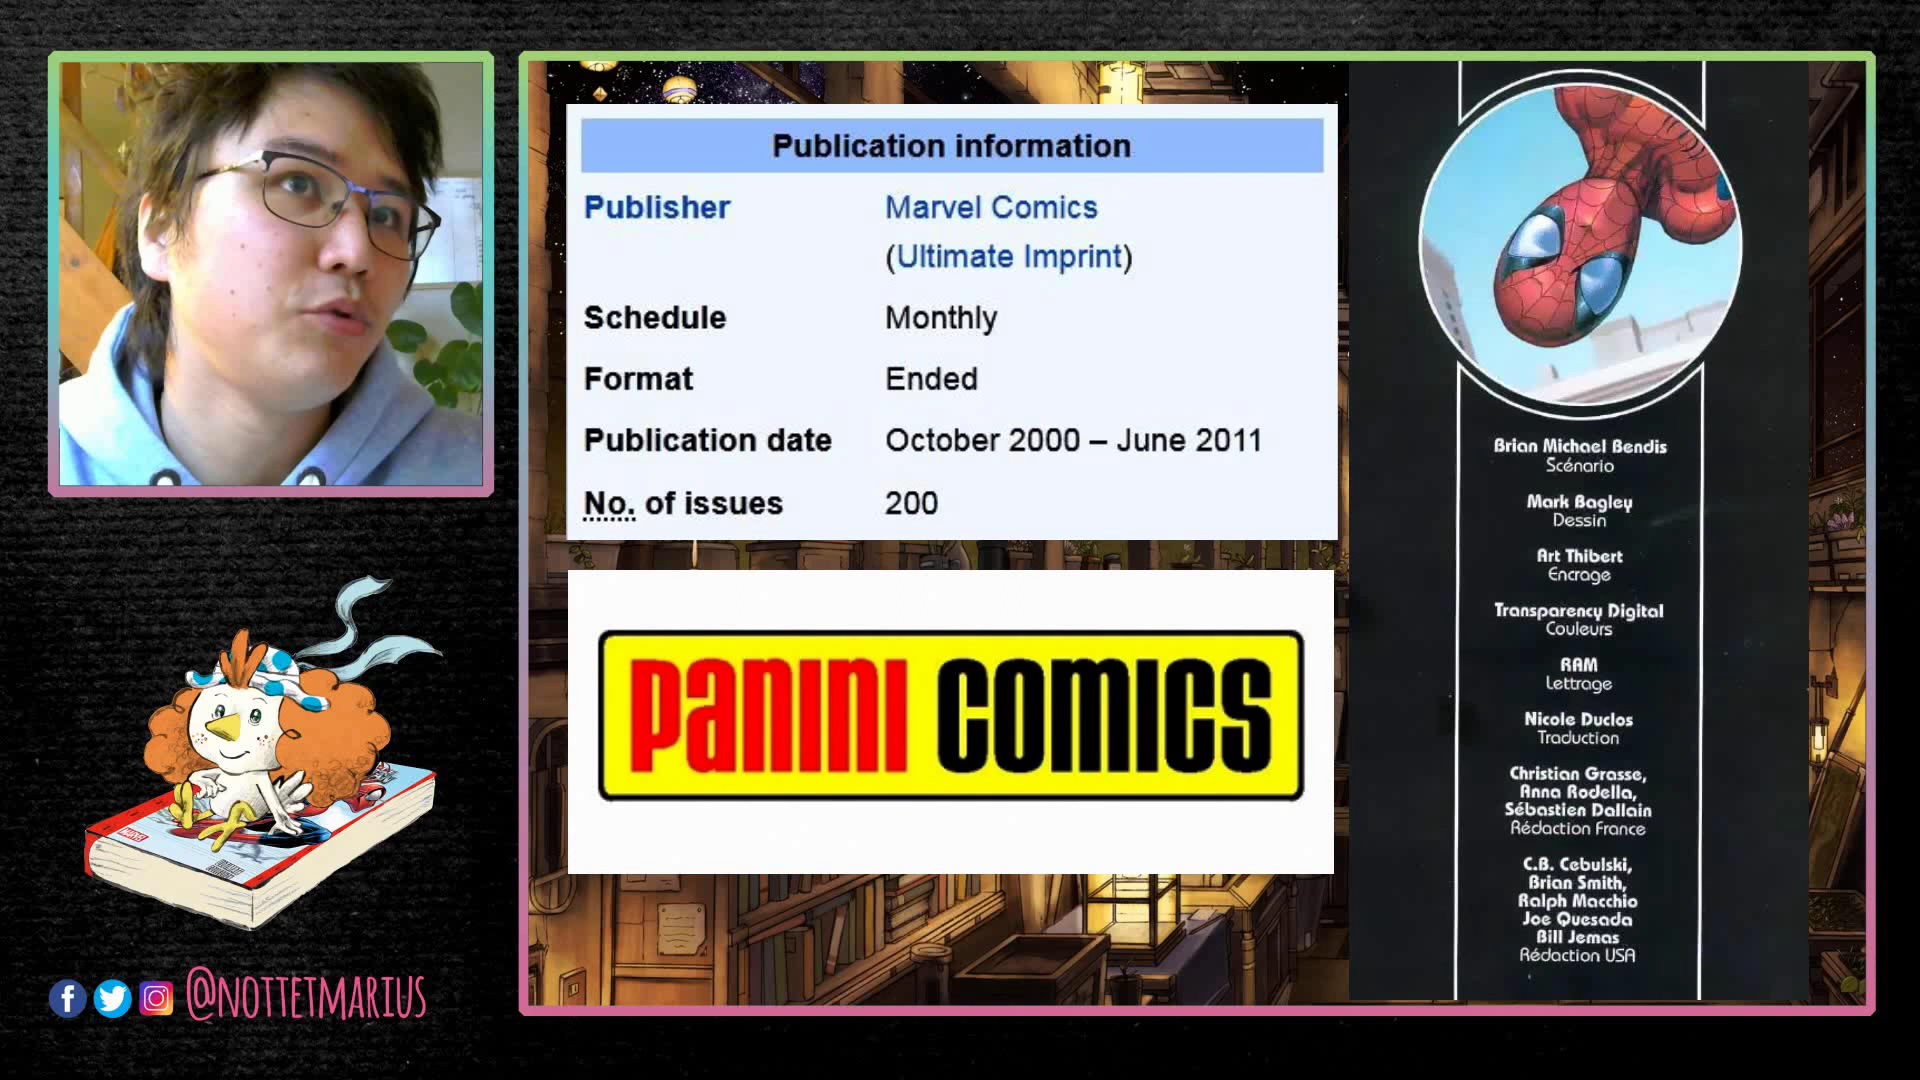 Publication information
Publisher Marvel Comics
(Ultimate Imprint)
Schedule Monthly
Format Ended
Publication date October 2000 – June 2011
No. of issues 200
PANINI COMICS
Brian Michael Bendis
Scénario
Mark Bagley
Dessin
Art Thibert
Encrage
Transparency Digital
Couleurs
RAM
Lettrage
Nicole Duclos
Traduction
Christian Grasse,
Anna Rodella,
Sébastien Dallain
Rédaction France
C.B. Cebulski,
Brian Smith,
Ralph Macchio
Joe Quesada
Bill Jemas
Rédaction USA
MARVEL
@NOTTETMARIUS